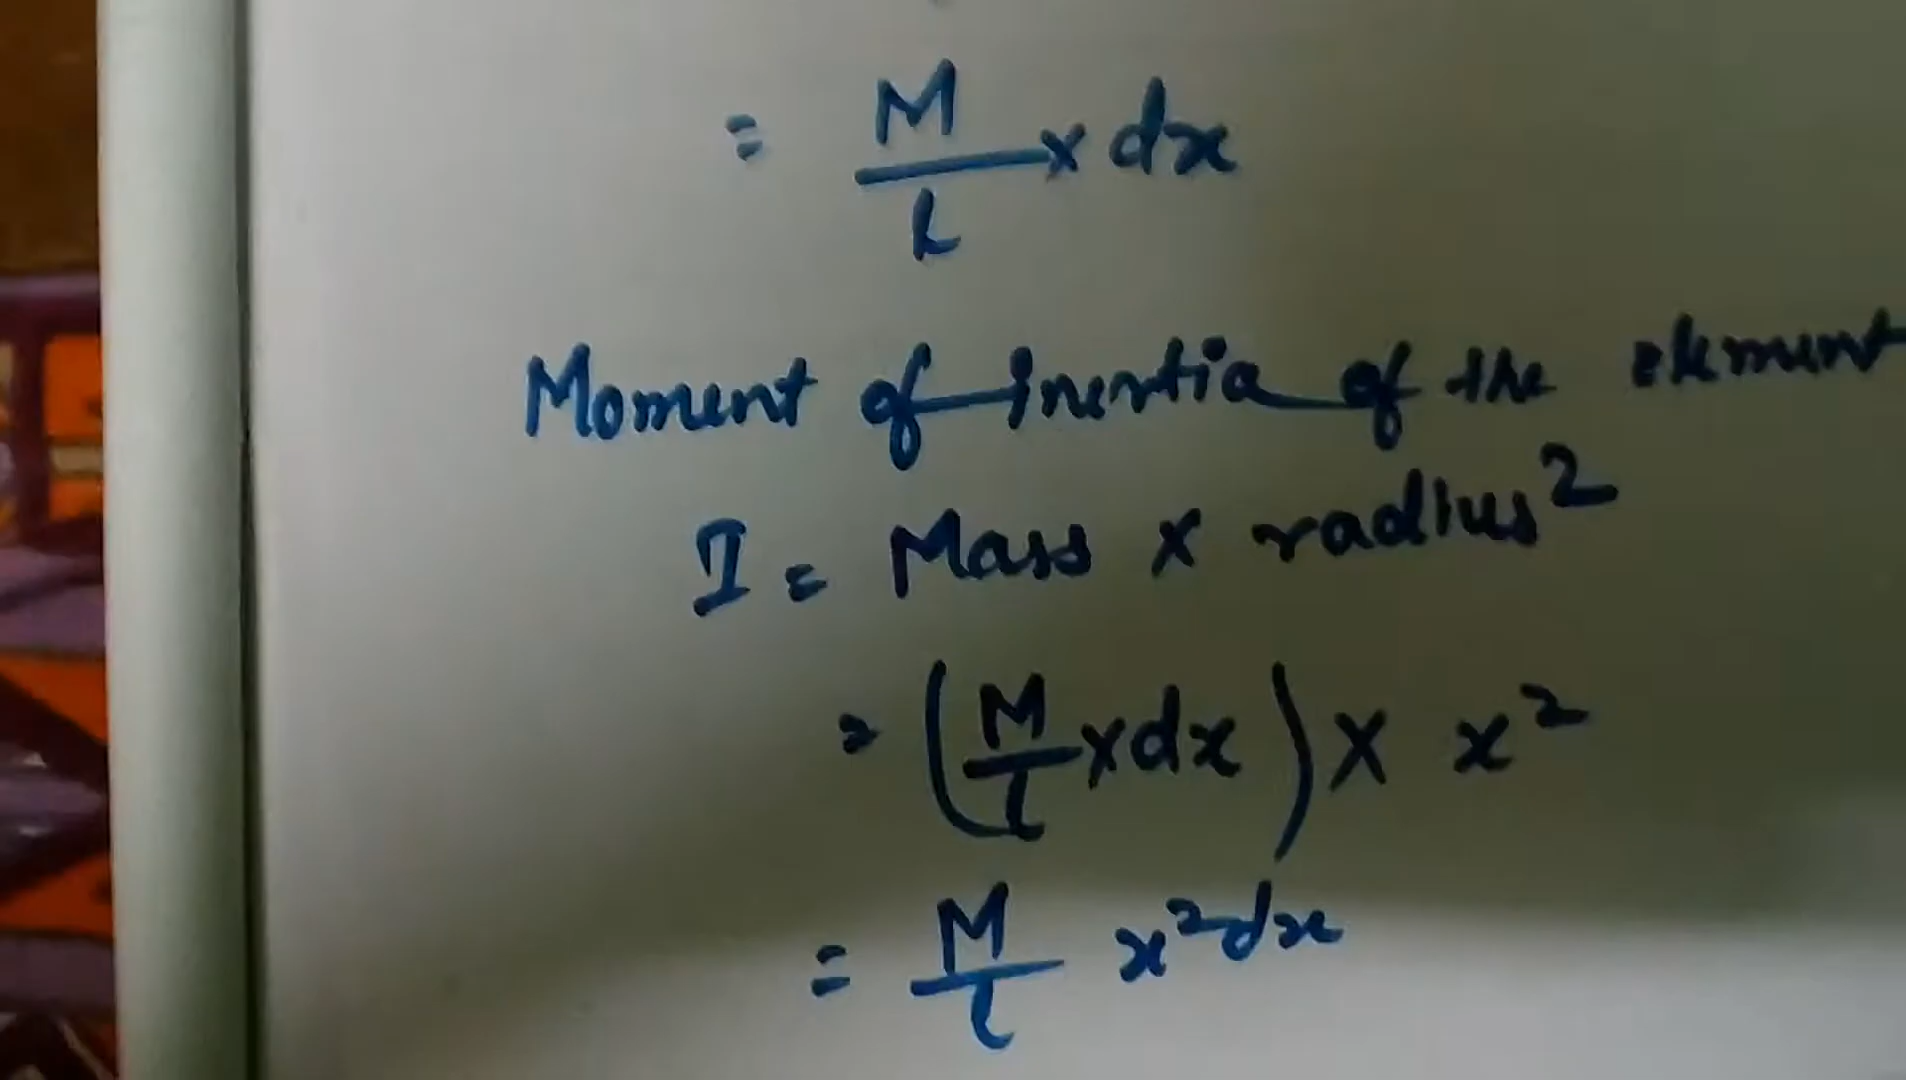 = M/l × dx
Moment of Inertia of the element
I = Mass × radius²
= (M/l × dx) × x²
= M/l x²dx